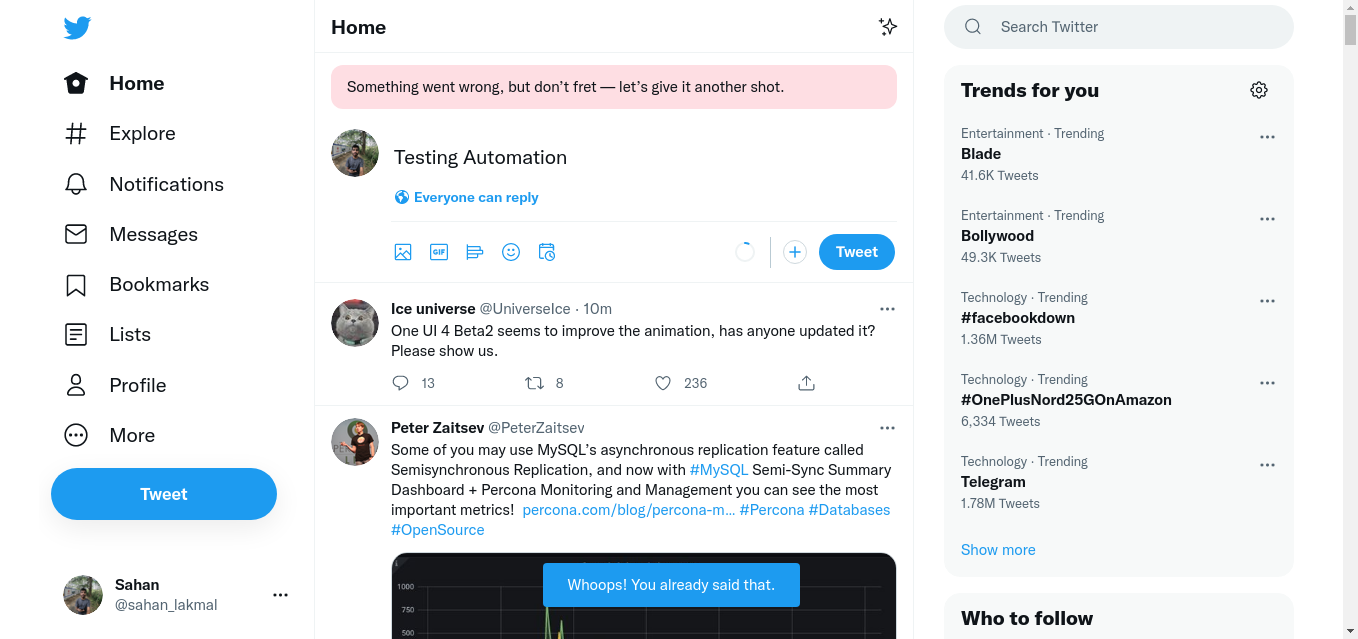 Home
Explore
Notifications
Messages
Bookmarks
Lists
Profile
More
Tweet
Sahan
@sahan_lakmal
Home
Something went wrong, but don’t fret — let’s give it another shot.
Testing Automation
Everyone can reply
GIF
Tweet
Ice universe @UniverseIce · 10m
One UI 4 Beta2 seems to improve the animation, has anyone updated it?
Please show us.
13 8 236
Peter Zaitsev @PeterZaitsev
Some of you may use MySQL’s asynchronous replication feature called
Semisynchronous Replication, and now with #MySQL Semi-Sync Summary
Dashboard + Percona Monitoring and Management you can see the most
important metrics! percona.com/blog/percona-m… #Percona #Databases
#OpenSource
1000
750
500
Whoops! You already said that.
Search Twitter
Trends for you
Entertainment · Trending
Blade
41.6K Tweets
Entertainment · Trending
Bollywood
49.3K Tweets
Technology · Trending
#facebookdown
1.36M Tweets
Technology · Trending
#OnePlusNord25GOnAmazon
6,334 Tweets
Technology · Trending
Telegram
1.78M Tweets
Show more
Who to follow